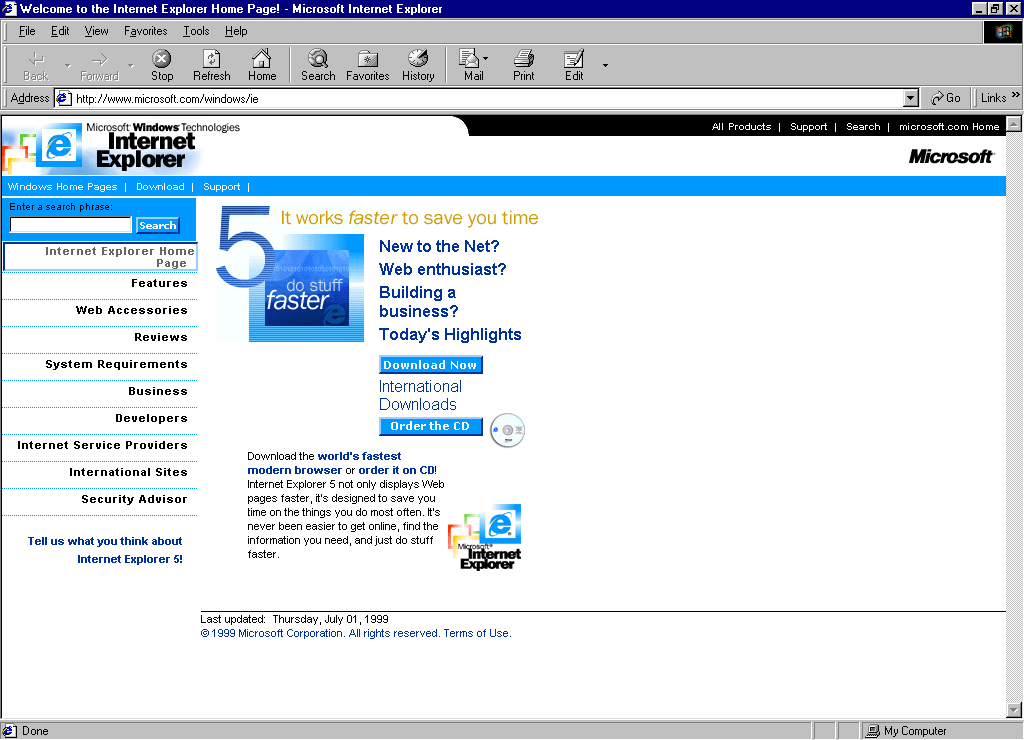 Welcome to the Internet Explorer Home Page! - Microsoft Internet Explorer
File Edit View Favorites Tools Help
Back Forward Stop Refresh Home Search Favorites History Mail Print Edit
Address http://www.microsoft.com/windows/ie Go Links »
Microsoft Windows Technologies
Internet
Explorer
All Products | Support | Search | microsoft.com Home
Microsoft
Windows Home Pages | Download | Support |
Enter a search phrase:
Search
Internet Explorer Home
Page
Features
Web Accessories
Reviews
System Requirements
Business
Developers
Internet Service Providers
International Sites
Security Advisor
Tell us what you think about
Internet Explorer 5!
5
It works faster to save you time
do stuff
faster
New to the Net?
Web enthusiast?
Building a
business?
Today's Highlights
Download Now
International
Downloads
Order the CD
Download the world's fastest
modern browser or order it on CD!
Internet Explorer 5 not only displays Web
pages faster, it's designed to save you
time on the things you do most often. It's
never been easier to get online, find the
information you need, and just do stuff
faster.
Microsoft®
Internet
Explorer
Last updated: Thursday, July 01, 1999
© 1999 Microsoft Corporation. All rights reserved. Terms of Use.
Done
My Computer